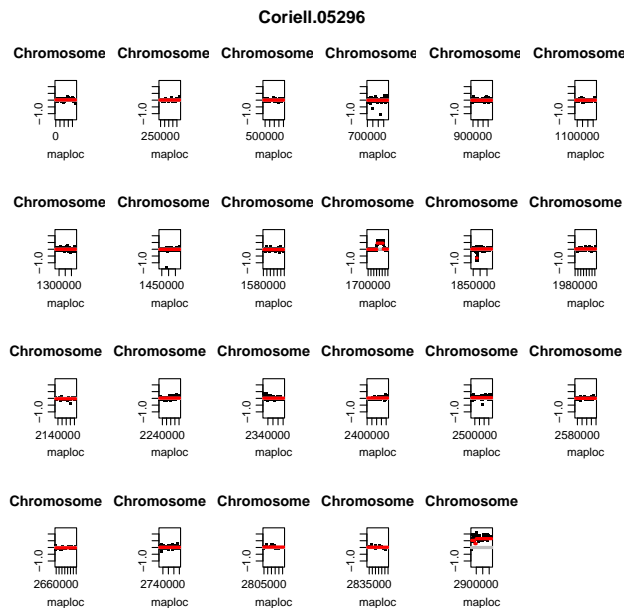 Coriell.05296
Chromosome Chromosome Chromosome Chromosome Chromosome Chromosome
-1.0 -1.0 -1.0 -1.0 -1.0 -1.0
0 250000 500000 700000 900000 1100000
maploc maploc maploc maploc maploc maploc
Chromosome Chromosome Chromosome Chromosome Chromosome Chromosome
-1.0 -1.0 -1.0 -1.0 -1.0 -1.0
1300000 1450000 1580000 1700000 1850000 1980000
maploc maploc maploc maploc maploc maploc
Chromosome Chromosome Chromosome Chromosome Chromosome Chromosome
-1.0 -1.0 -1.0 -1.0 -1.0 -1.0
2140000 2240000 2340000 2400000 2500000 2580000
maploc maploc maploc maploc maploc maploc
Chromosome Chromosome Chromosome Chromosome Chromosome
-1.0 -1.0 -1.0 -1.0 -1.0
2660000 2740000 2805000 2835000 2900000
maploc maploc maploc maploc maploc